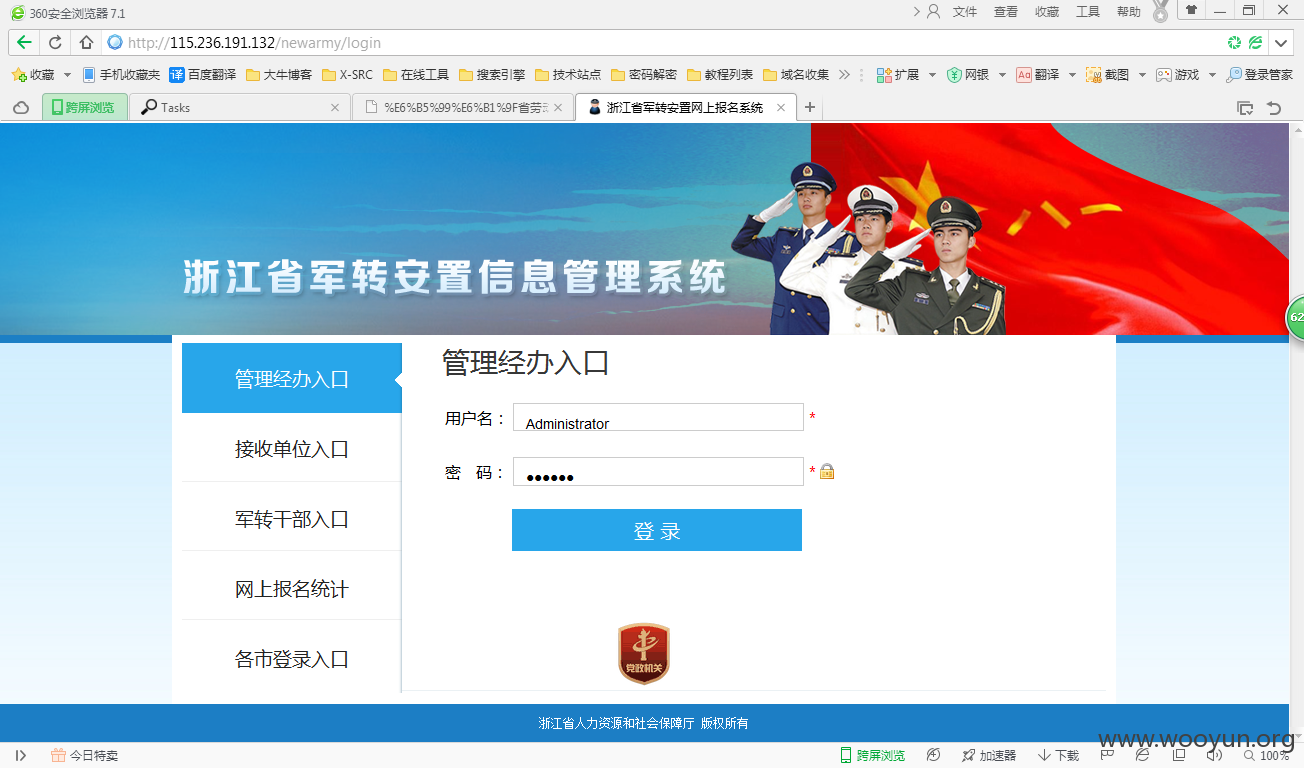 360安全浏览器 7.1
文件 查看 收藏 工具 帮助
http://115.236.191.132/newarmy/login
收藏 手机收藏夹 百度翻译 大牛博客 X-SRC 在线工具 搜索引擎 技术站点 密码解密 教程列表 域名收集 扩展 网银 翻译 截图 游戏 登录管家
跨屏浏览 Tasks %E6%B5%99%E6%B1%9F省劳 浙江省军转安置网上报名系统
浙江省军转安置信息管理系统
62
管理经办入口
接收单位入口
军转干部入口
网上报名统计
各市登录入口
管理经办入口
用户名： Administrator *
密 码： ●●●●●● *
登 录
党政机关
浙江省人力资源和社会保障厅 版权所有
www.wooyun.org
今日特卖 跨屏浏览 加速器 下载 100%